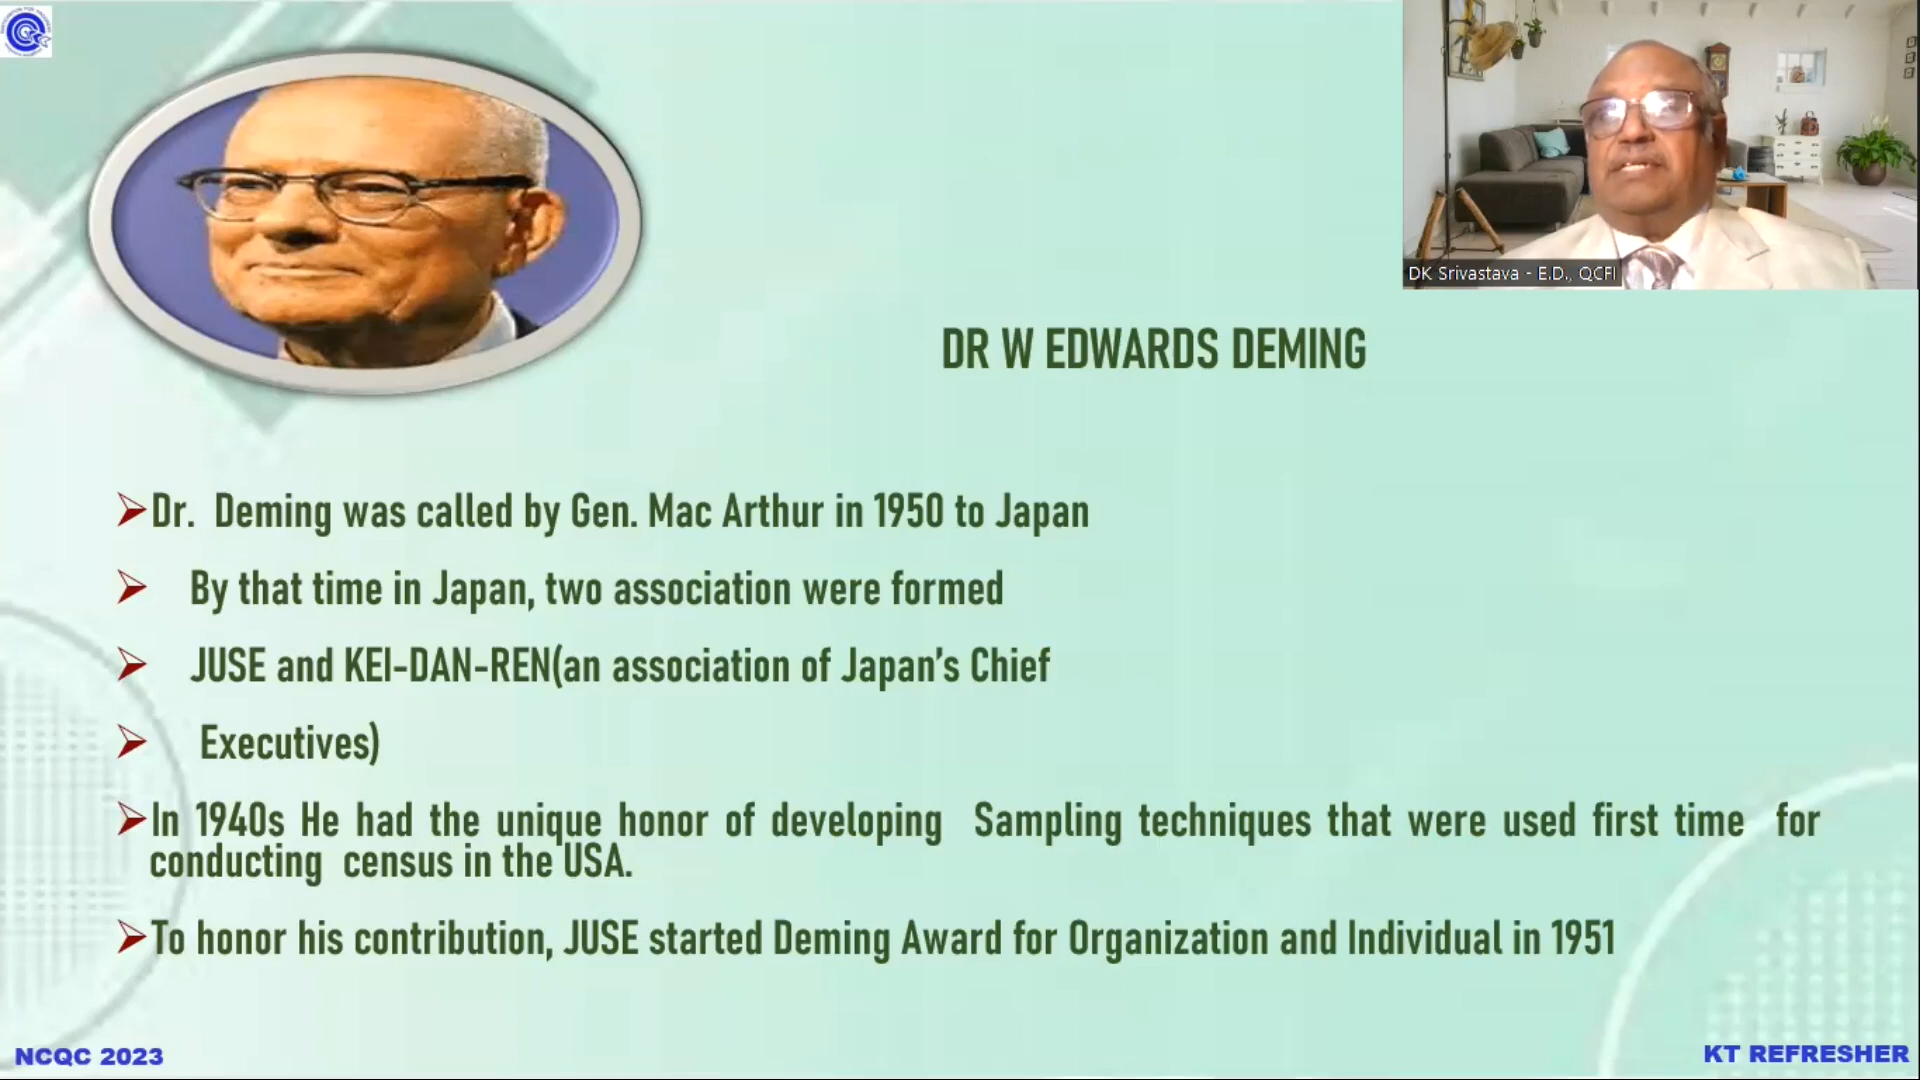 DK Srivastava - E.D., QCFI
DR W EDWARDS DEMING
➢Dr. Deming was called by Gen. Mac Arthur in 1950 to Japan
➢ By that time in Japan, two association were formed
➢ JUSE and KEI-DAN-REN(an association of Japan's Chief
➢ Executives)
➢In 1940s He had the unique honor of developing Sampling techniques that were used first time for
conducting census in the USA.
➢To honor his contribution, JUSE started Deming Award for Organization and Individual in 1951
NCQC 2023
KT REFRESHER